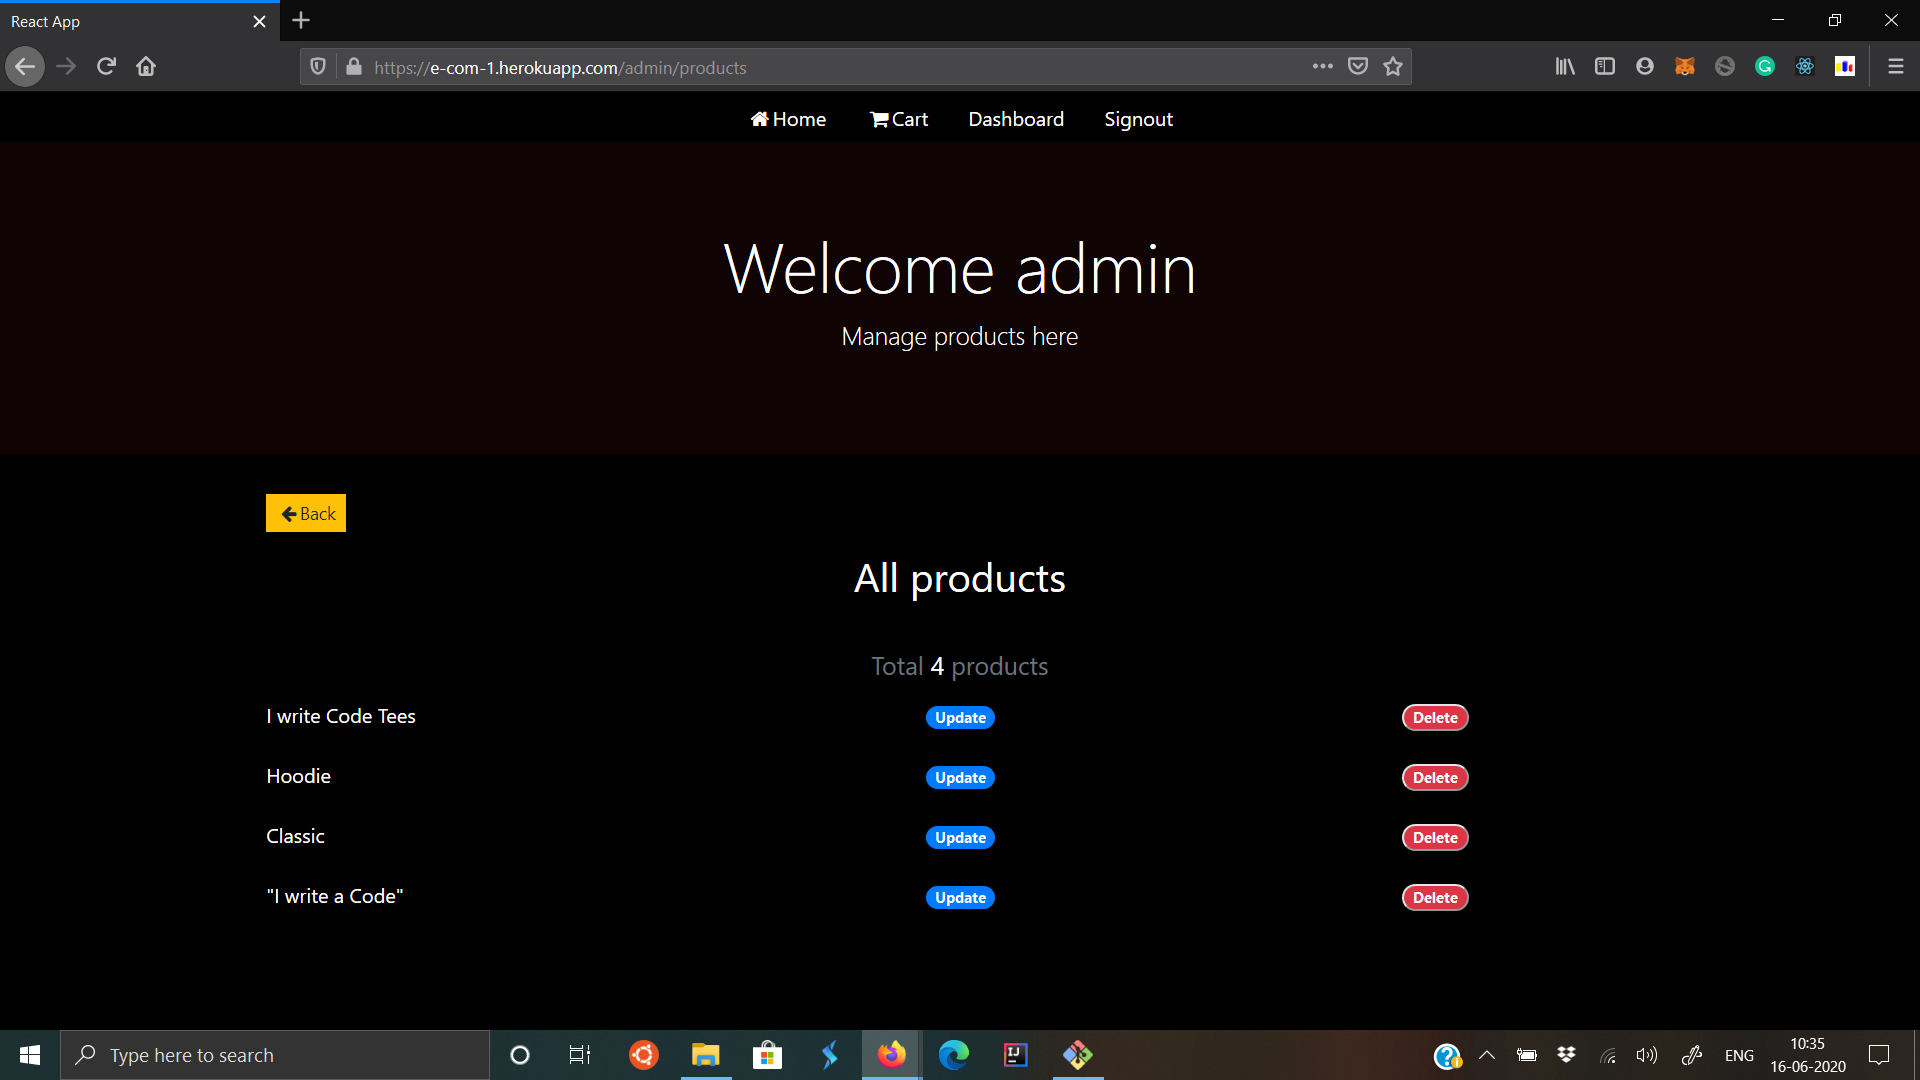 React App
https://e-com-1.herokuapp.com/admin/products
Home Cart Dashboard Signout
Welcome admin
Manage products here
Back
All products
Total 4 products
I write Code Tees Update Delete
Hoodie Update Delete
Classic Update Delete
"I write a Code" Update Delete
Type here to search
ENG
10:35
16-06-2020